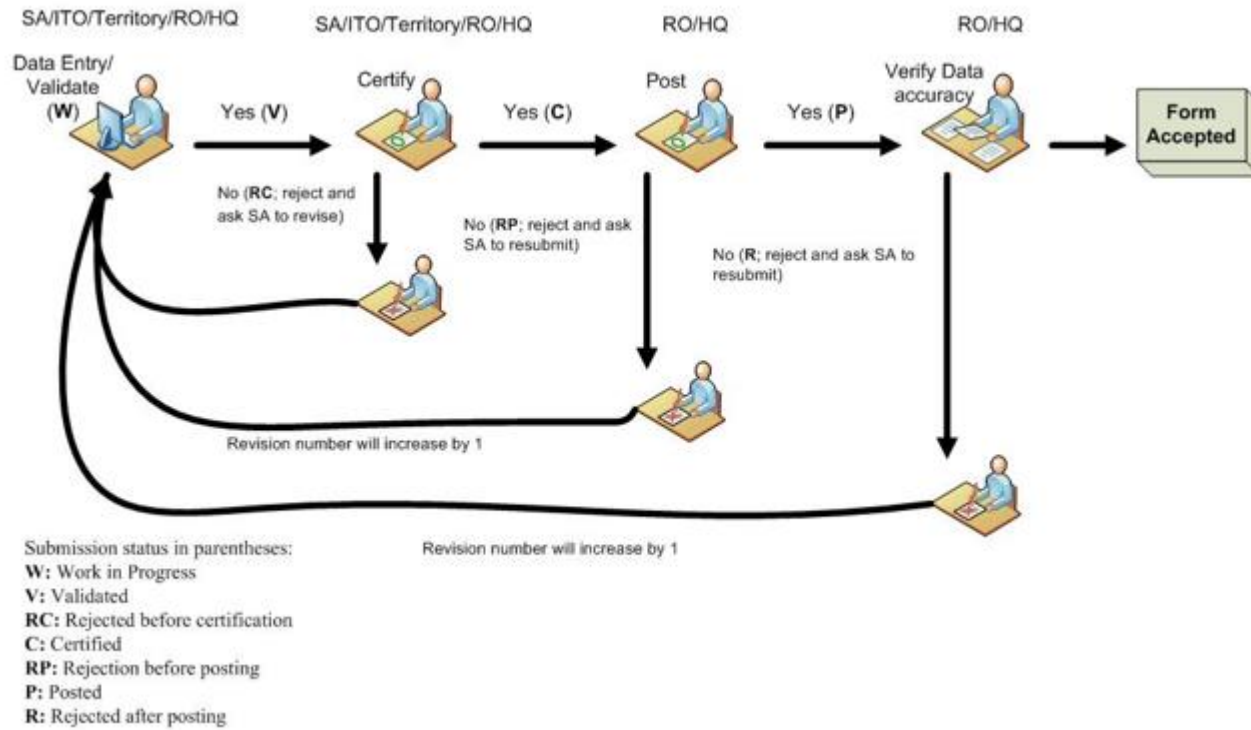 SA/ITO/Territory/RO/HQ
SA/ITO/Territory/RO/HQ
RO/HQ
RO/HQ
Data Entry/
Validate
(W)
Certify
Post
Verify Data
accuracy
Yes (V)
Yes (C)
Yes (P)
Form
Accepted
No (RC; reject and
ask SA to revise)
No (RP; reject and ask
SA to resubmit)
No (R; reject and ask SA to
resubmit)
Revision number will increase by 1
Revision number will increase by 1
Submission status in parentheses:
W: Work in Progress
V: Validated
RC: Rejected before certification
C: Certified
RP: Rejection before posting
P: Posted
R: Rejected after posting